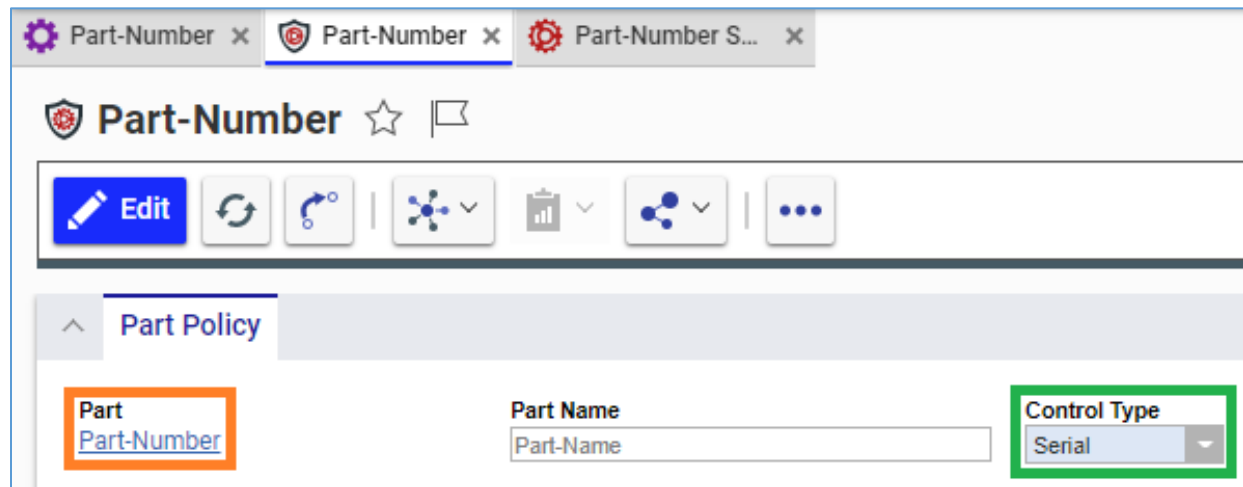 Part-Number Part-Number Part-Number S...
Part-Number
Edit
Part Policy
Part Part Name Control Type
Part-Number Part-Name Serial